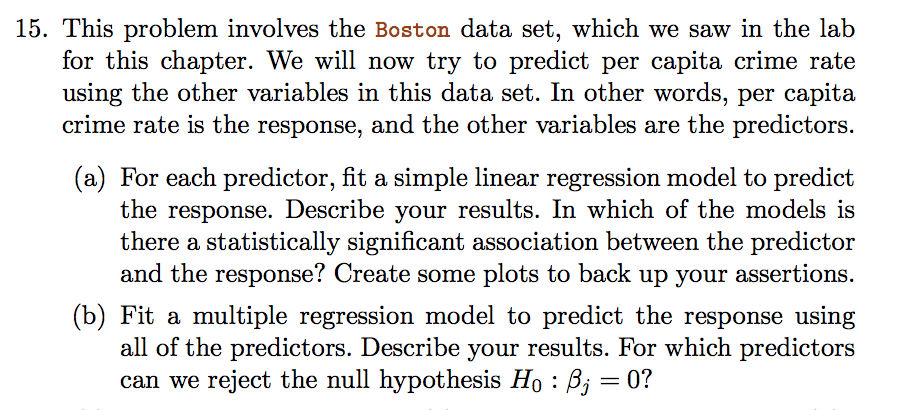 15. This problem involves the Boston data set, which we saw in the lab
for this chapter. We will now try to predict per capita crime rate
using the other variables in this data set. In other words, per capita
crime rate is the response, and the other variables are the predictors.
(a) For each predictor, fit a simple linear regression model to predict
the response. Describe your results. In which of the models is
there a statistically significant association between the predictor
and the response? Create some plots to back up your assertions.
(b) Fit a multiple regression model to predict the response using
all of the predictors. Describe your results. For which predictors
can we reject the null hypothesis H₀ : βⱼ = 0?